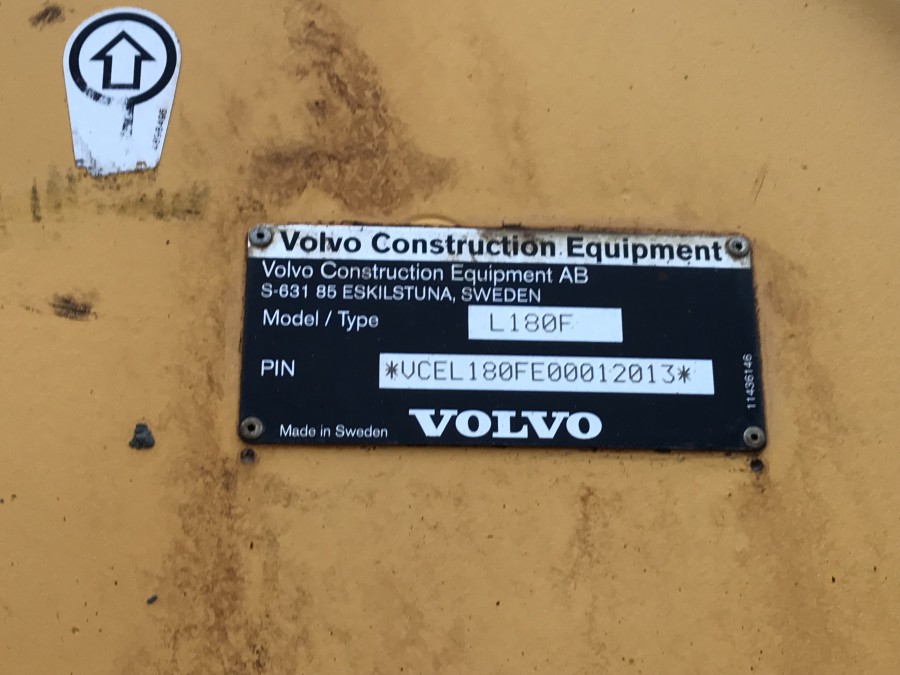 Volvo Construction Equipment
Volvo Construction Equipment AB
S-631 85 ESKILSTUNA, SWEDEN
Model / Type L180F
PIN *VCEL180FE00012013*
11436146
Made in Sweden VOLVO